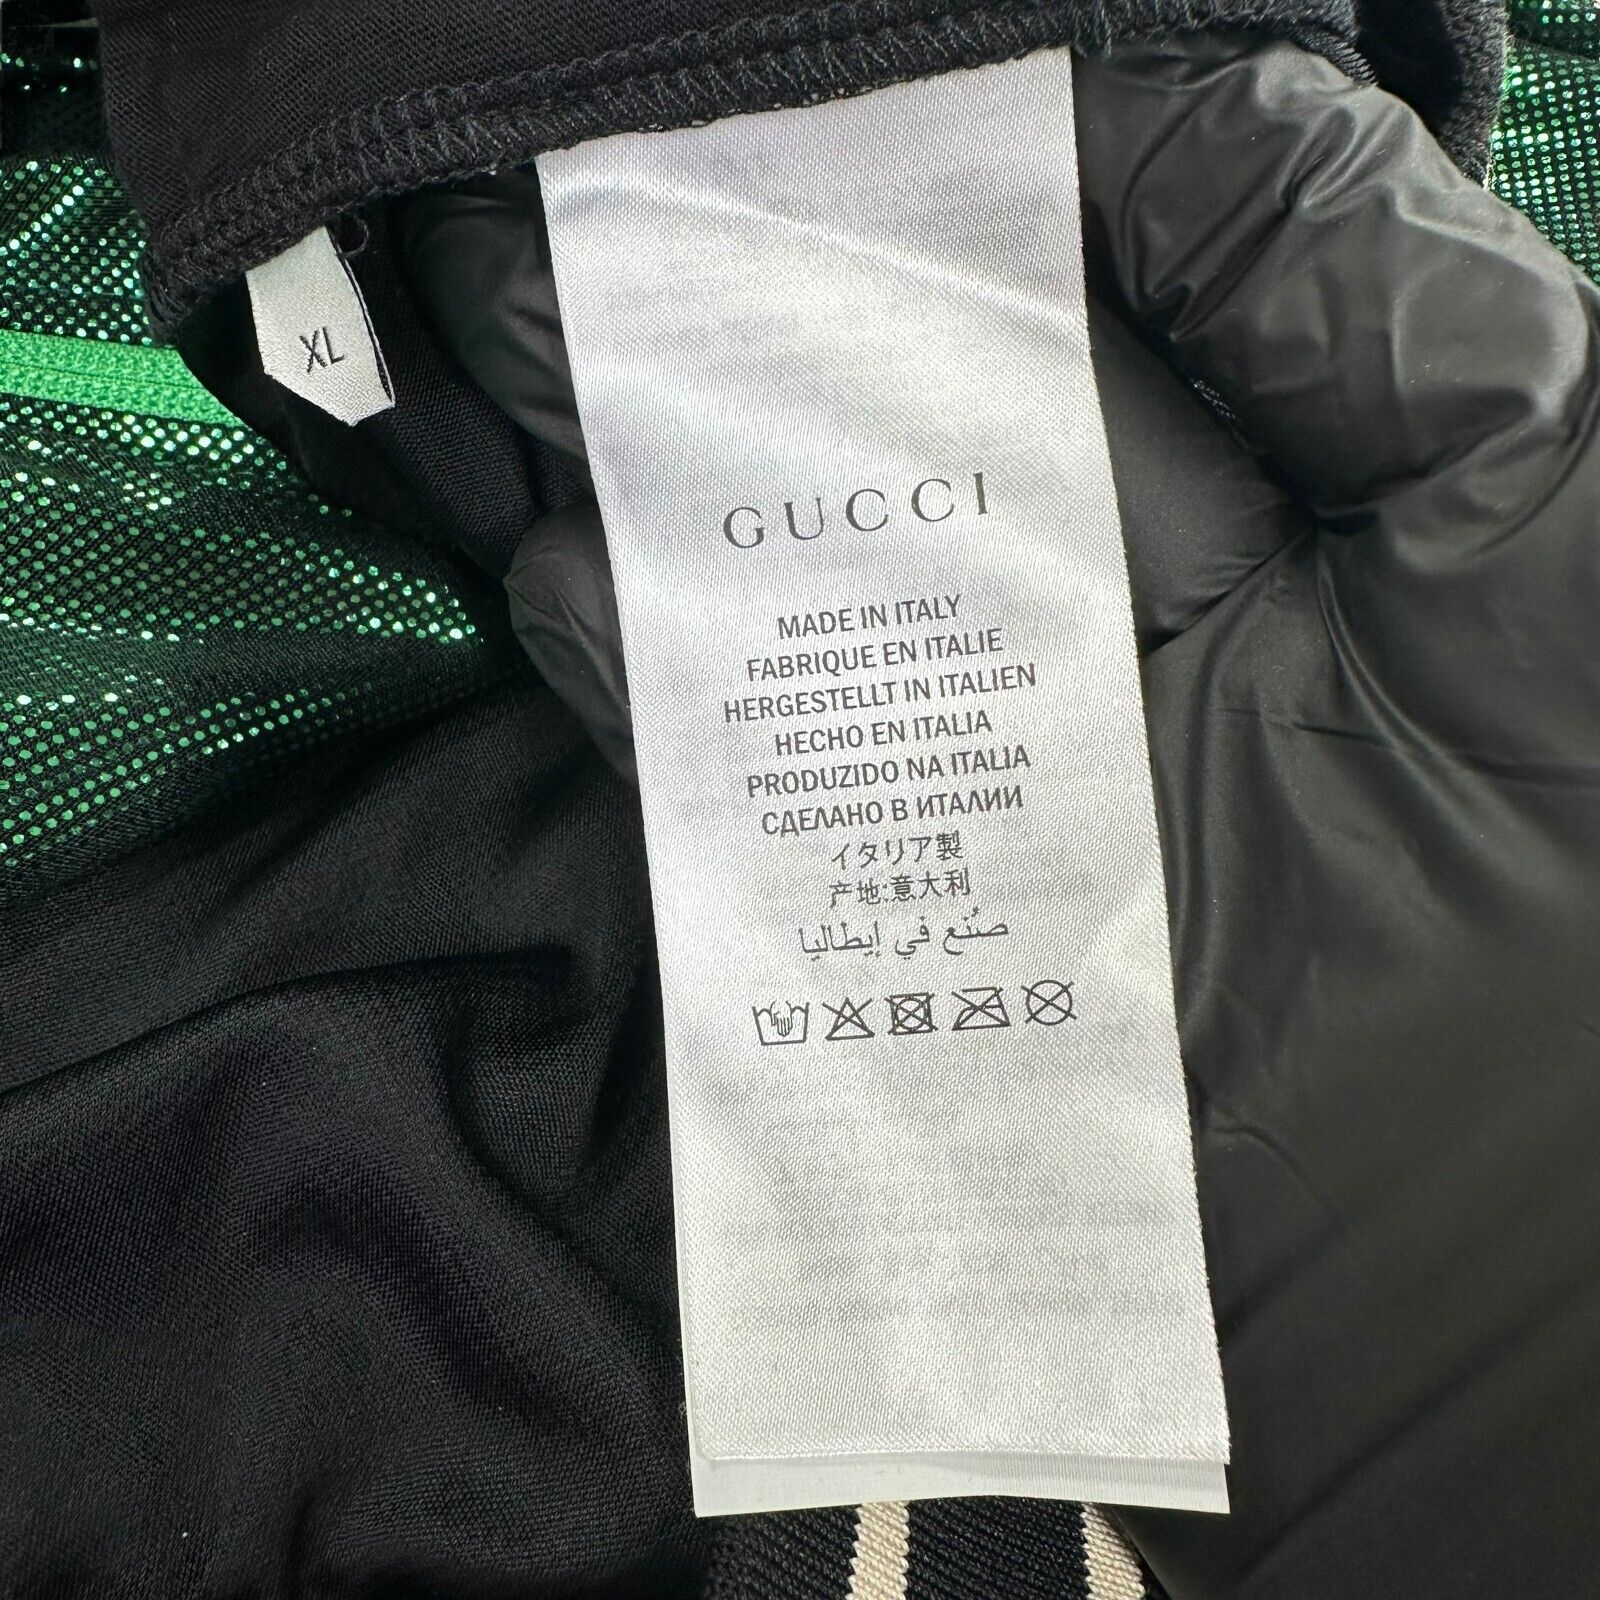 XL
GUCCI
MADE IN ITALY
FABRIQUE EN ITALIE
HERGESTELLT IN ITALIEN
HECHO EN ITALIA
PRODUZIDO NA ITALIA
СДЕЛАНО В ИТАЛИИ
イタリア製
产地:意大利
صُنع في إيطاليا